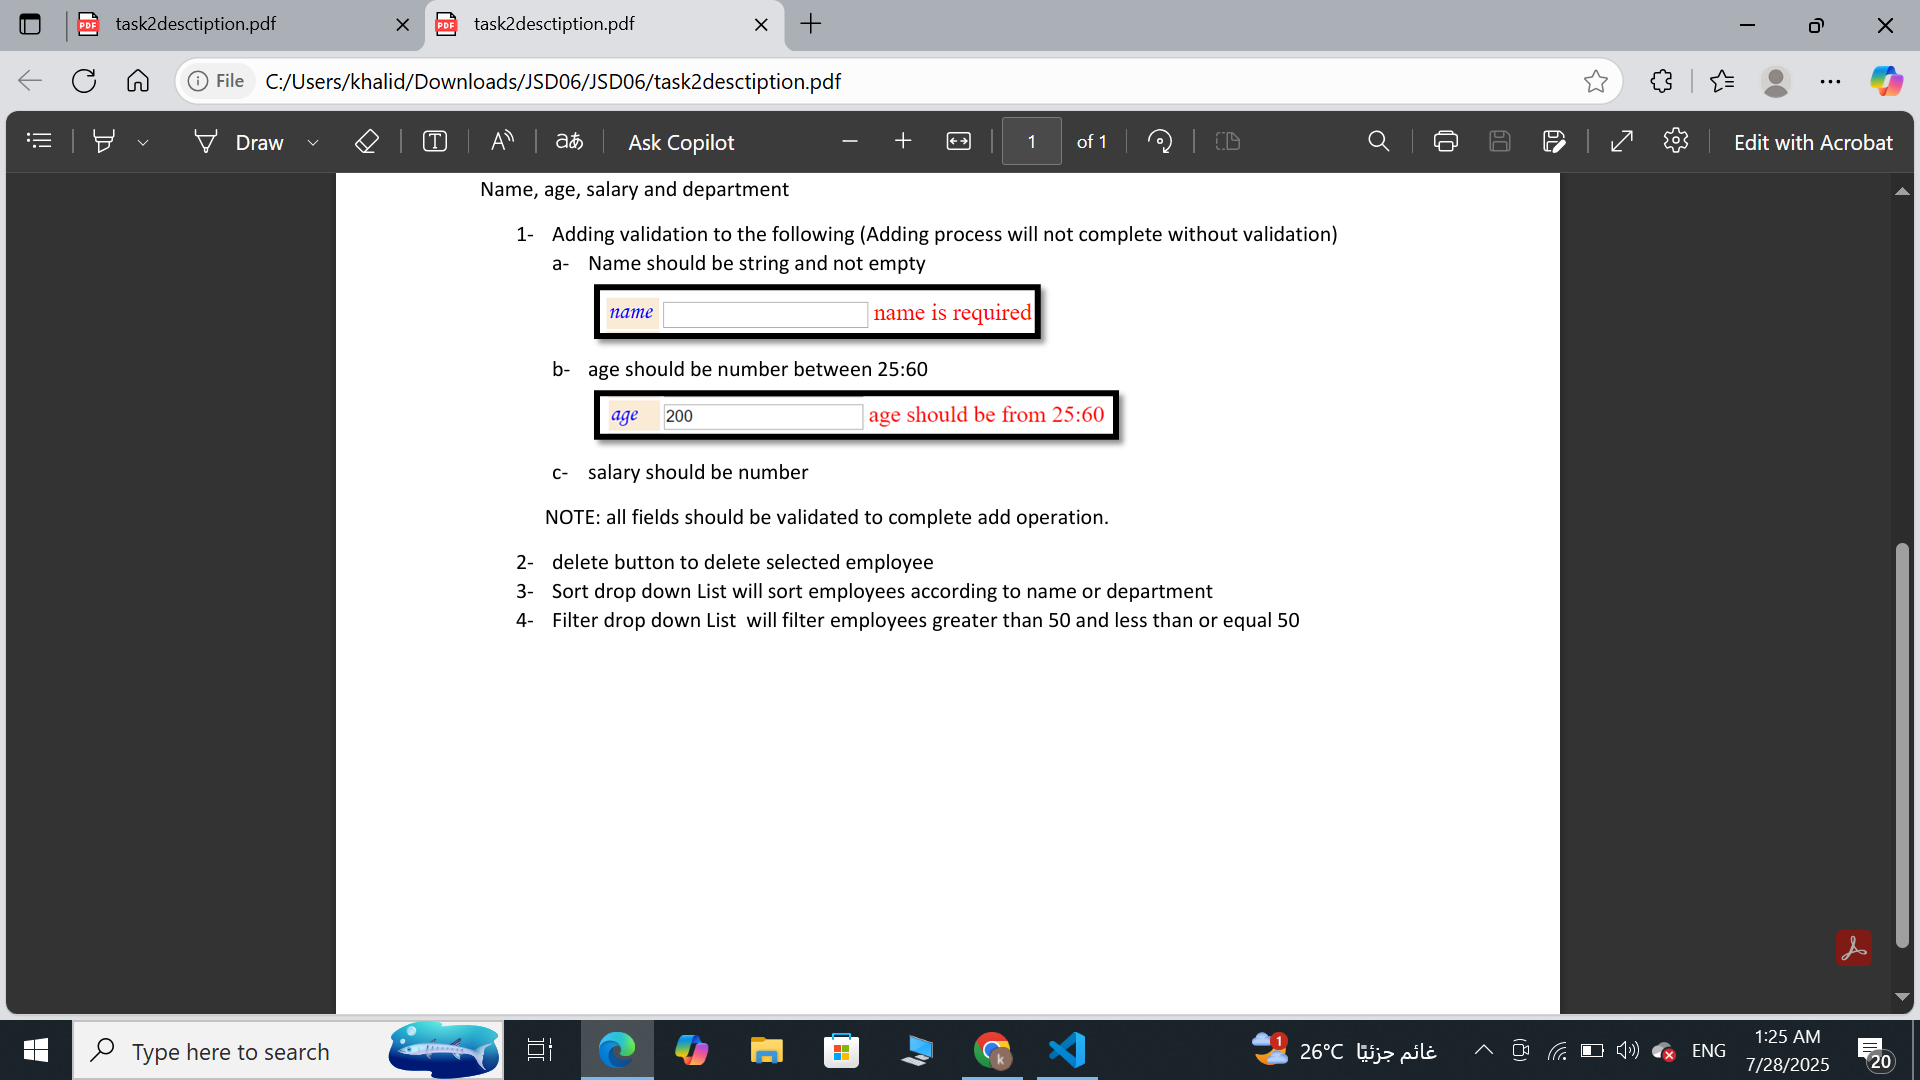 task2desctiption.pdf
task2desctiption.pdf
File
C:/Users/khalid/Downloads/JSD06/JSD06/task2desctiption.pdf
Draw
Ask Copilot
1 of 1
Edit with Acrobat
Name, age, salary and department
1- Adding validation to the following (Adding process will not complete without validation)
a- Name should be string and not empty
name name is required
b- age should be number between 25:60
age 200 age should be from 25:60
c- salary should be number
NOTE: all fields should be validated to complete add operation.
2- delete button to delete selected employee
3- Sort drop down List will sort employees according to name or department
4- Filter drop down List will filter employees greater than 50 and less than or equal 50
Type here to search
1
26°C غائم جزئيًا
ENG
1:25 AM
7/28/2025
20